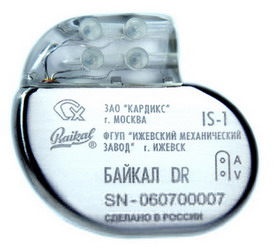 ЗАО "КАРДИКС"
г. МОСКВА
IS-1
Baikal
ФГУП "ИЖЕВСКИЙ МЕХАНИЧЕСКИЙ
ЗАВОД" г. ИЖЕВСК
БАЙКАЛ DR
A
V
SN-060700007
СДЕЛАНО В РОССИИ